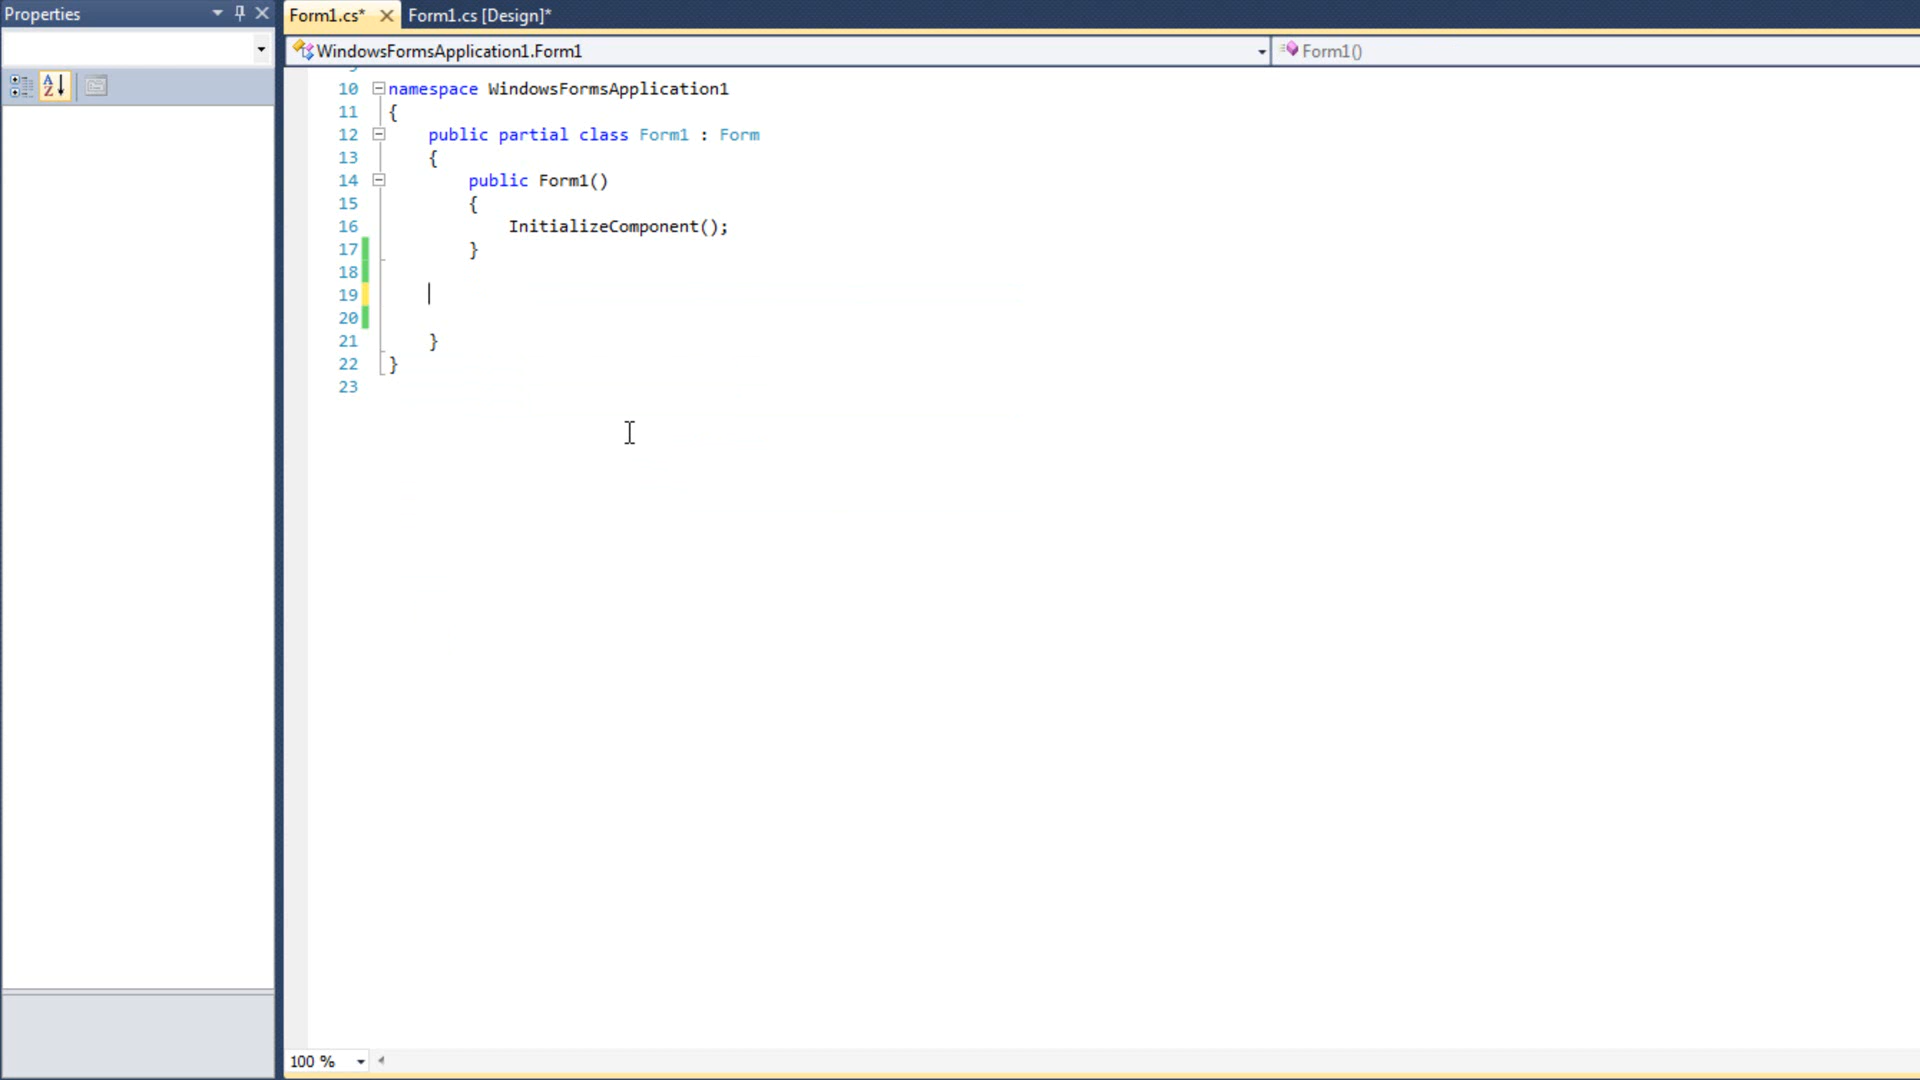 Properties
Form1.cs*
Form1.cs [Design]*
WindowsFormsApplication1.Form1
Form1()
10 namespace WindowsFormsApplication1
11 {
12 public partial class Form1 : Form
13 {
14 public Form1()
15 {
16 InitializeComponent();
17 }
18
19
20
21 }
22 }
23
100 %